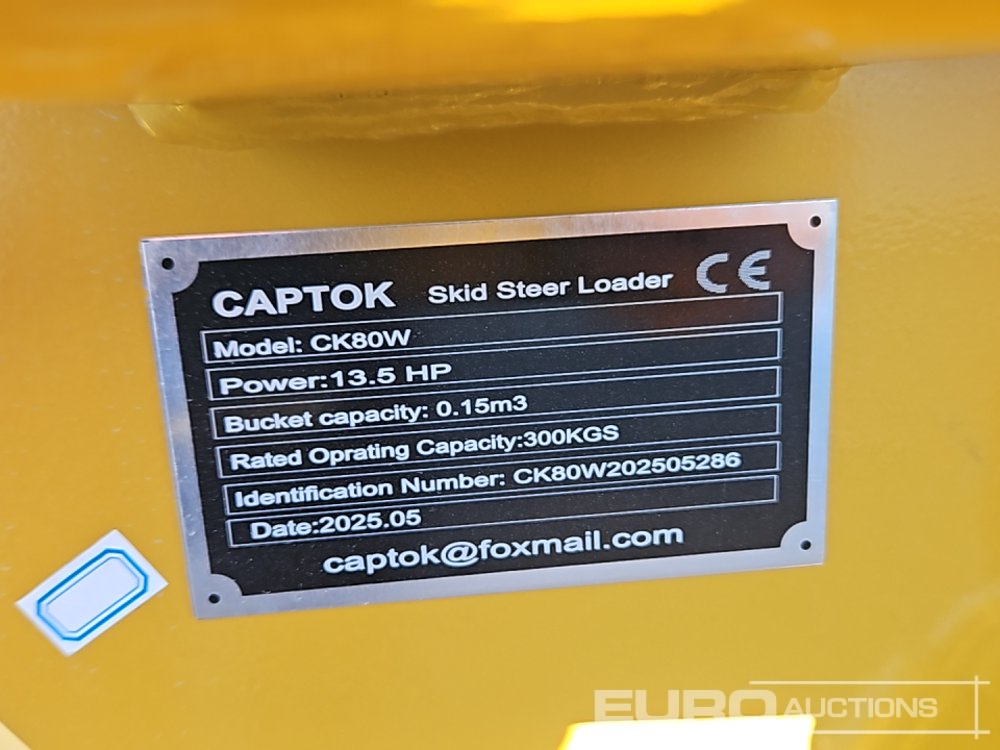 CAPTOK Skid Steer Loader CE
Model: CK80W
Power:13.5 HP
Bucket capacity: 0.15m3
Rated Oprating Capacity:300KGS
Identification Number: CK80W202505286
Date:2025.05
captok@foxmail.com
EURO AUCTIONS